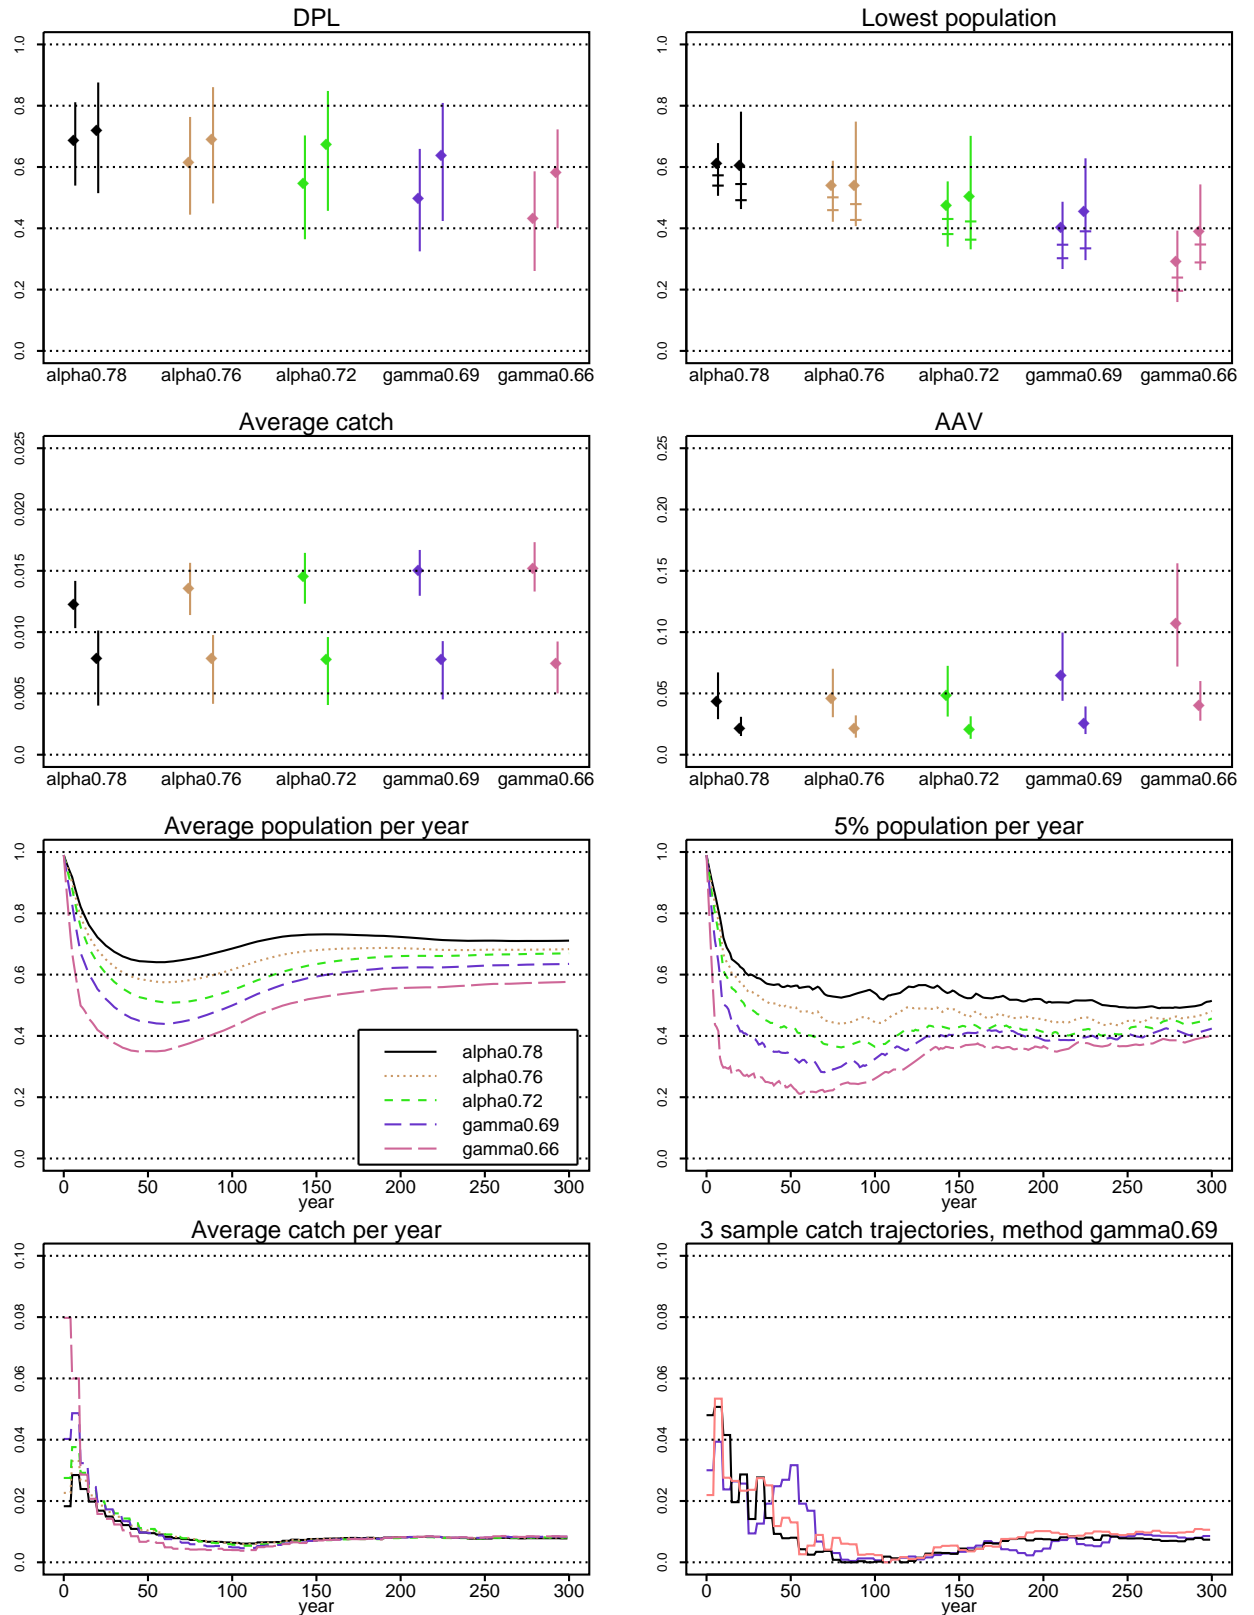 DPL
1.0
0.8
0.6
0.4
0.2
0.0
alpha0.78 alpha0.76 alpha0.72 gamma0.69 gamma0.66
Lowest population
1.0
0.8
0.6
0.4
0.2
0.0
alpha0.78 alpha0.76 alpha0.72 gamma0.69 gamma0.66
Average catch
0.025
0.020
0.015
0.010
0.005
0.0
alpha0.78 alpha0.76 alpha0.72 gamma0.69 gamma0.66
AAV
0.25
0.20
0.15
0.10
0.05
0.0
alpha0.78 alpha0.76 alpha0.72 gamma0.69 gamma0.66
Average population per year
1.0
0.8
0.6
0.4
0.2
0.0
alpha0.78
alpha0.76
alpha0.72
gamma0.69
gamma0.66
0 50 100 150 200 250 300
year
5% population per year
1.0
0.8
0.6
0.4
0.2
0.0
0 50 100 150 200 250 300
year
Average catch per year
0.10
0.08
0.06
0.04
0.02
0.0
0 50 100 150 200 250 300
year
3 sample catch trajectories, method gamma0.69
0.10
0.08
0.06
0.04
0.02
0.0
0 50 100 150 200 250 300
year